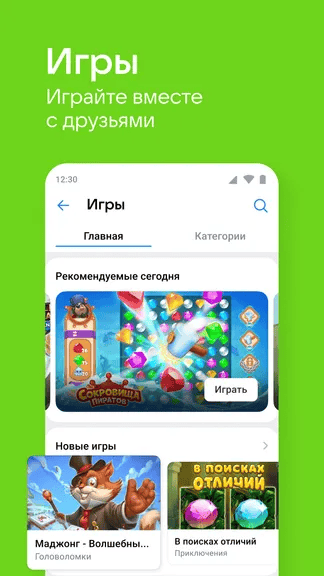 Игры
Играйте вместе
с друзьями
12:30
Игры
Главная
Категории
Рекомендуемые сегодня
СОКРОВИЩА
ПИРАТОВ
Играть
Новые игры
В ПОИСКАХ
ОТЛИЧИЙ
Маджонг - Волшебны...
Головоломки
В поисках отличий
Приключения